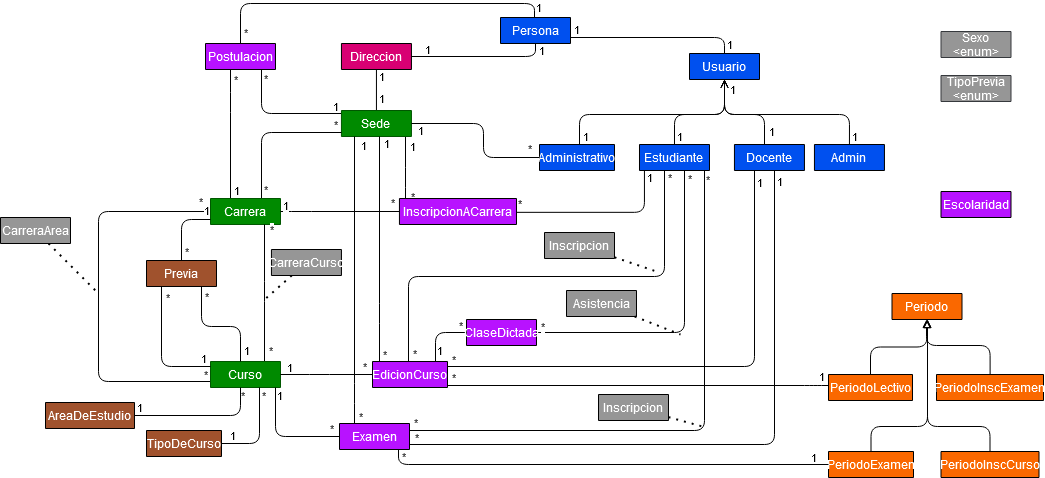 Persona
Postulacion
Direccion
Usuario
Sexo
<enum>
TipoPrevia
<enum>
Sede
Administrativo
Estudiante
Docente
Admin
Carrera
InscripcionACarrera
Escolaridad
CarreraArea
Inscripcion
CarreraCurso
Previa
Asistencia
Periodo
ClaseDictada
Curso
EdicionCurso
PeriodoLectivo
PeriodoInscExamen
AreaDeEstudio
Inscripcion
TipoDeCurso
Examen
PeriodoExamen
PeriodoInscCurso